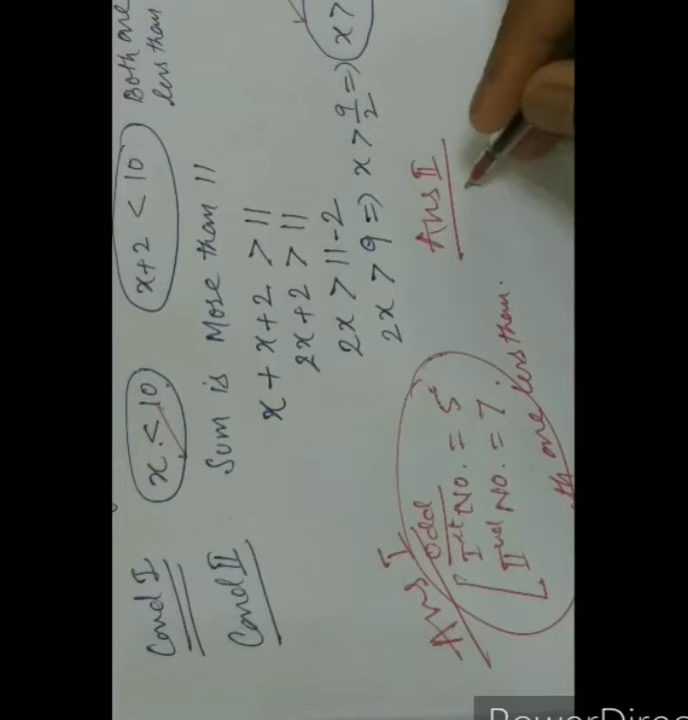 Cond I
x < 10
x+2 < 10
Both are
less than
Cond II
Sum is More than 11
x + x+2 > 11
2x+2 > 11
2x > 11-2
2x > 9 => x > 9/2 => x >
Ans I
odd
Ist No. = 5
IInd No. = 7
are less than.
Ans II